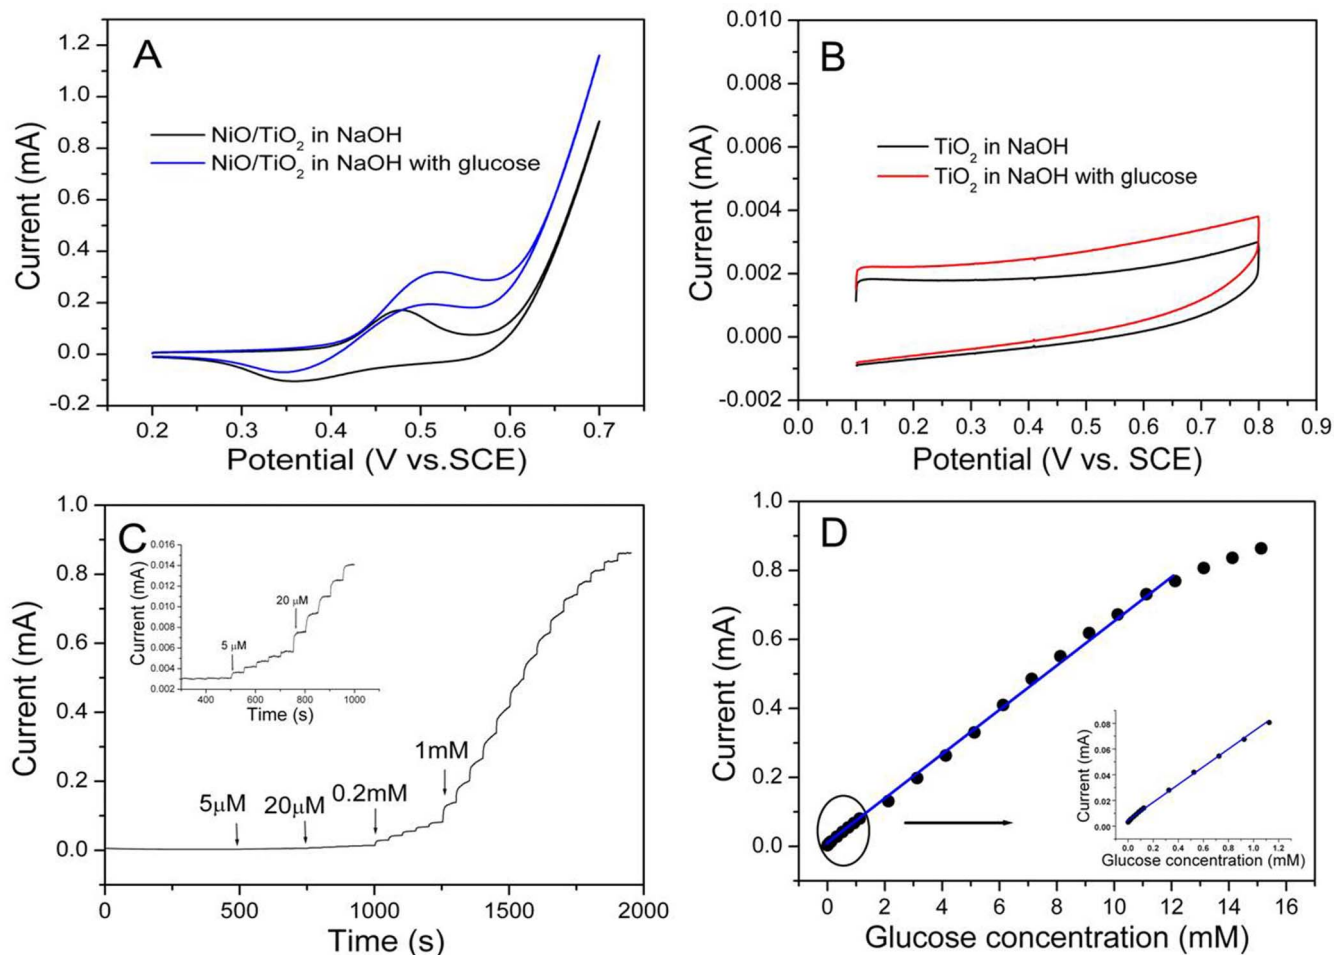 A
NiO/TiO2 in NaOH
NiO/TiO2 in NaOH with glucose
Current (mA)
1.2
1.0
0.8
0.6
0.4
0.2
0.0
-0.2
0.2 0.3 0.4 0.5 0.6 0.7
Potential (V vs.SCE)
B
TiO2 in NaOH
TiO2 in NaOH with glucose
Current (mA)
0.010
0.008
0.006
0.004
0.002
0.000
-0.002
0.0 0.1 0.2 0.3 0.4 0.5 0.6 0.7 0.8 0.9
Potential (V vs. SCE)
C
Current (mA)
1.0
0.8
0.6
0.4
0.2
0.0
0 500 1000 1500 2000
Time (s)
5μM
20μM
0.2mM
1mM
Current (mA)
0.016
0.014
0.012
0.010
0.008
0.006
0.004
0.002
400 600 800 1000
Time (s)
5 μM
20 μM
D
Current (mA)
1.0
0.8
0.6
0.4
0.2
0.0
0 2 4 6 8 10 12 14 16
Glucose concentration (mM)
Current (mA)
0.08
0.06
0.04
0.02
0.00
0.0 0.2 0.4 0.6 0.8 1.0 1.2
Glucose concentration (mM)